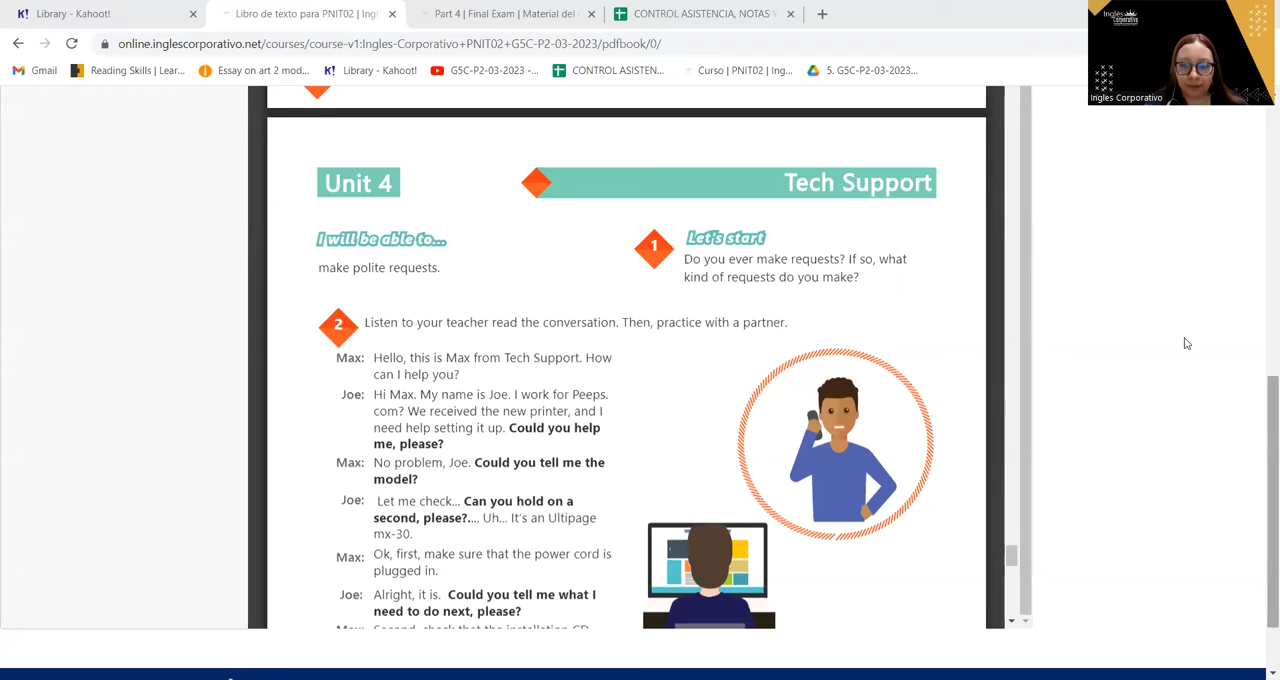 Library - Kahoot!
Libro de texto para PNIT02 | Ingl
Part 4 | Final Exam | Material del
CONTROL ASISTENCIA, NOTAS
online.inglescorporativo.net/courses/course-v1:Ingles-Corporativo+PNIT02+G5C-P2-03-2023/pdfbook/0/
Gmail
Reading Skills | Lear...
Essay on art 2 mod...
Library - Kahoot!
G5C-P2-03-2023 -...
CONTROL ASISTEN...
Curso | PNIT02 | Ing...
5. G5C-P2-03-2023...
Inglés
Corporativo
Ingles Corporativo
Unit 4
Tech Support
I will be able to...
make polite requests.
1
Let's start
Do you ever make requests? If so, what
kind of requests do you make?
2
Listen to your teacher read the conversation. Then, practice with a partner.
Max: Hello, this is Max from Tech Support. How
can I help you?
Joe: Hi Max. My name is Joe. I work for Peeps.
com? We received the new printer, and I
need help setting it up. Could you help
me, please?
Max: No problem, Joe. Could you tell me the
model?
Joe: Let me check... Can you hold on a
second, please?.... Uh... It's an Ultipage
mx-30.
Max: Ok, first, make sure that the power cord is
plugged in.
Joe: Alright, it is. Could you tell me what I
need to do next, please?
Max: Second, check that the installation CD